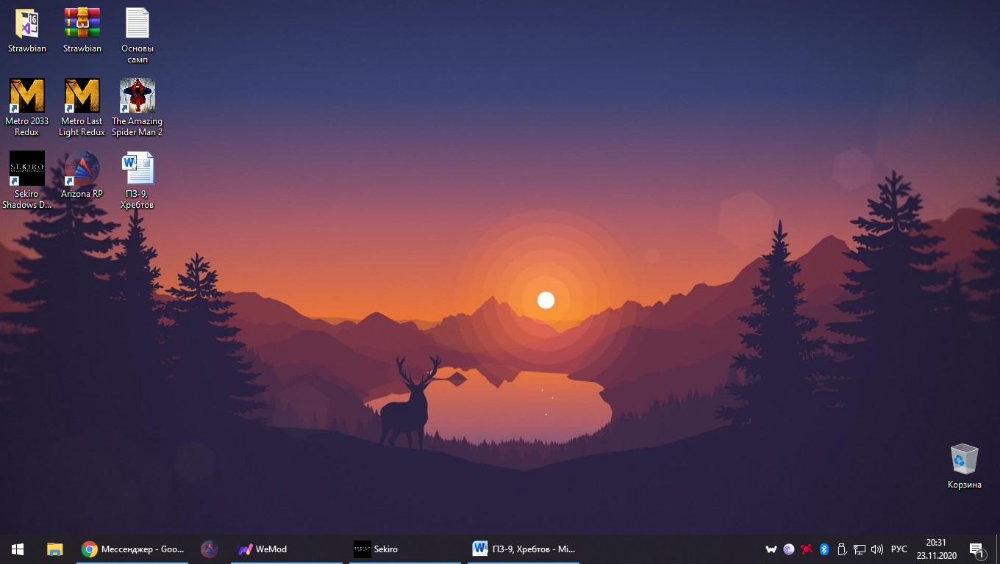 Strawbian
Strawbian
Основы
самп
Metro 2033
Redux
Metro Last
Light Redux
The Amazing
Spider Man 2
SEKIRO
Sekiro
Shadows D...
Arizona RP
ПЗ-9,
Хребтов
Корзина
Мессенджер - Goo...
WeMod
Sekiro
ПЗ-9, Хребтов - Mi...
РУС
20:31
23.11.2020
1